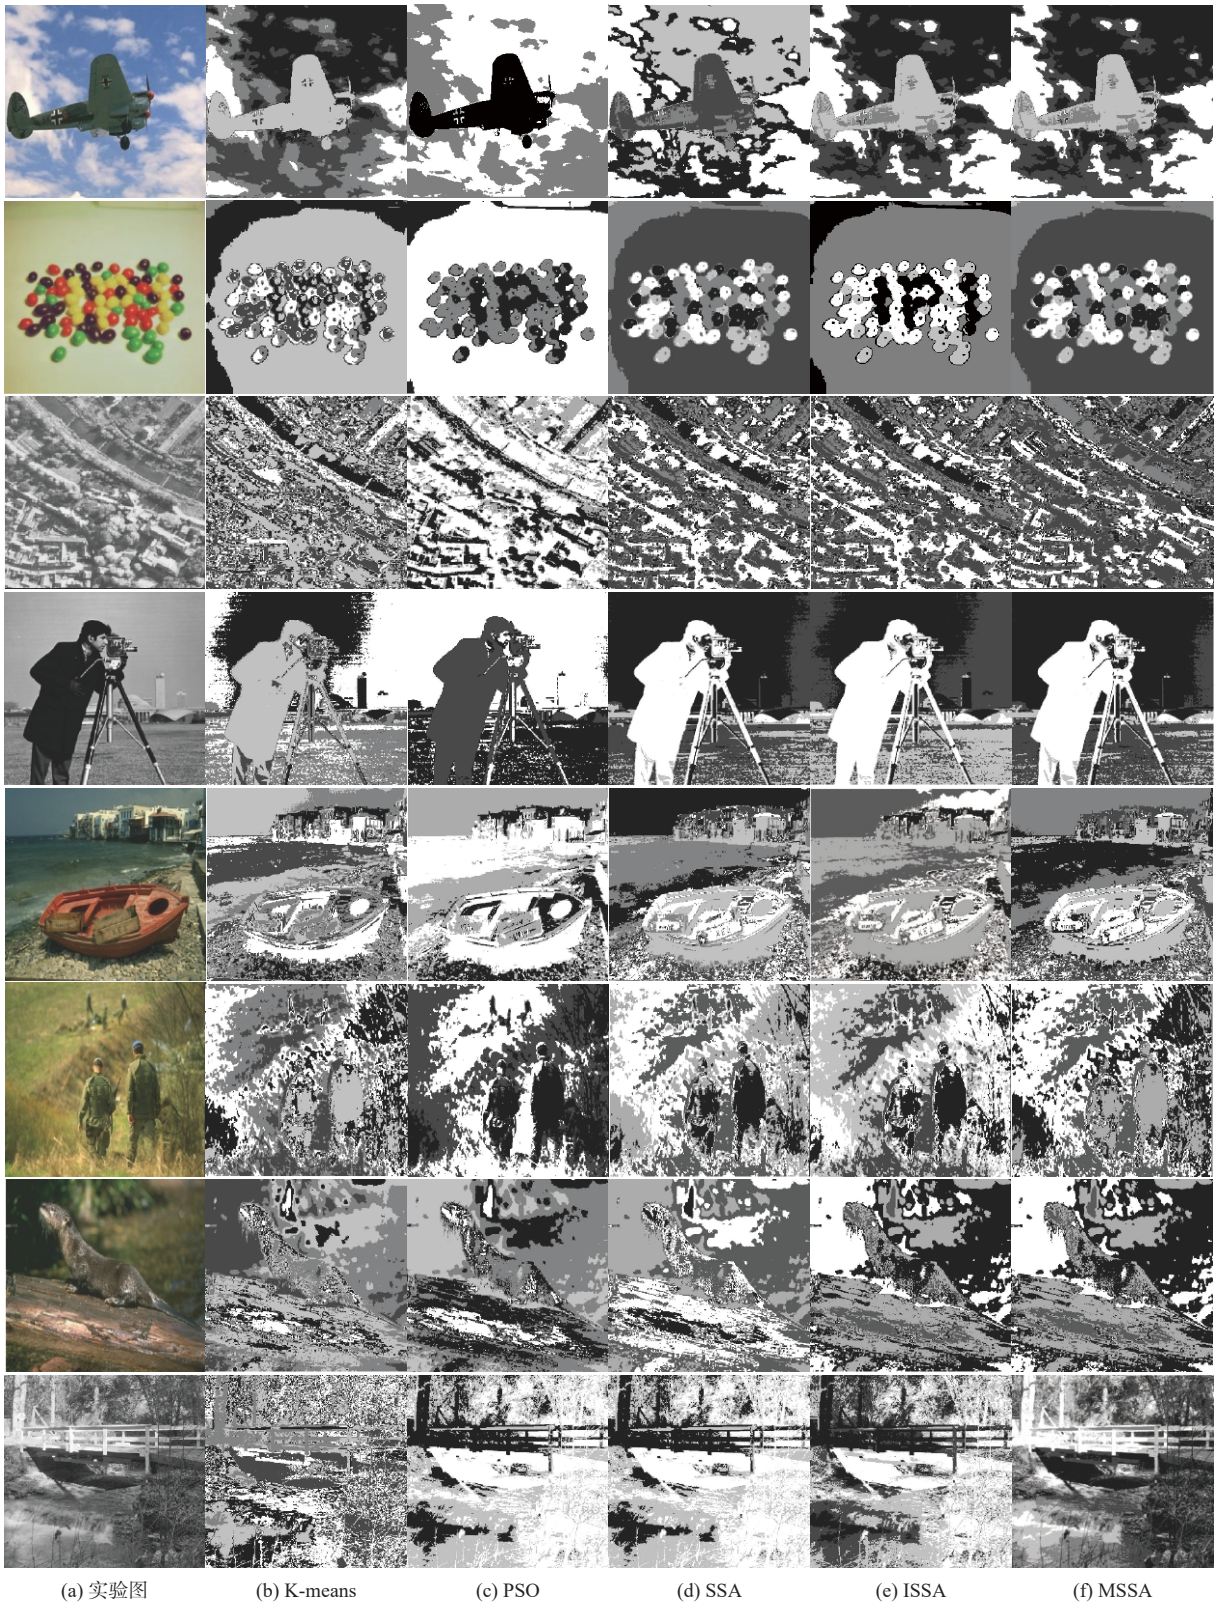 (a) 实验图
(b) K-means
(c) PSO
(d) SSA
(e) ISSA
(f) MSSA